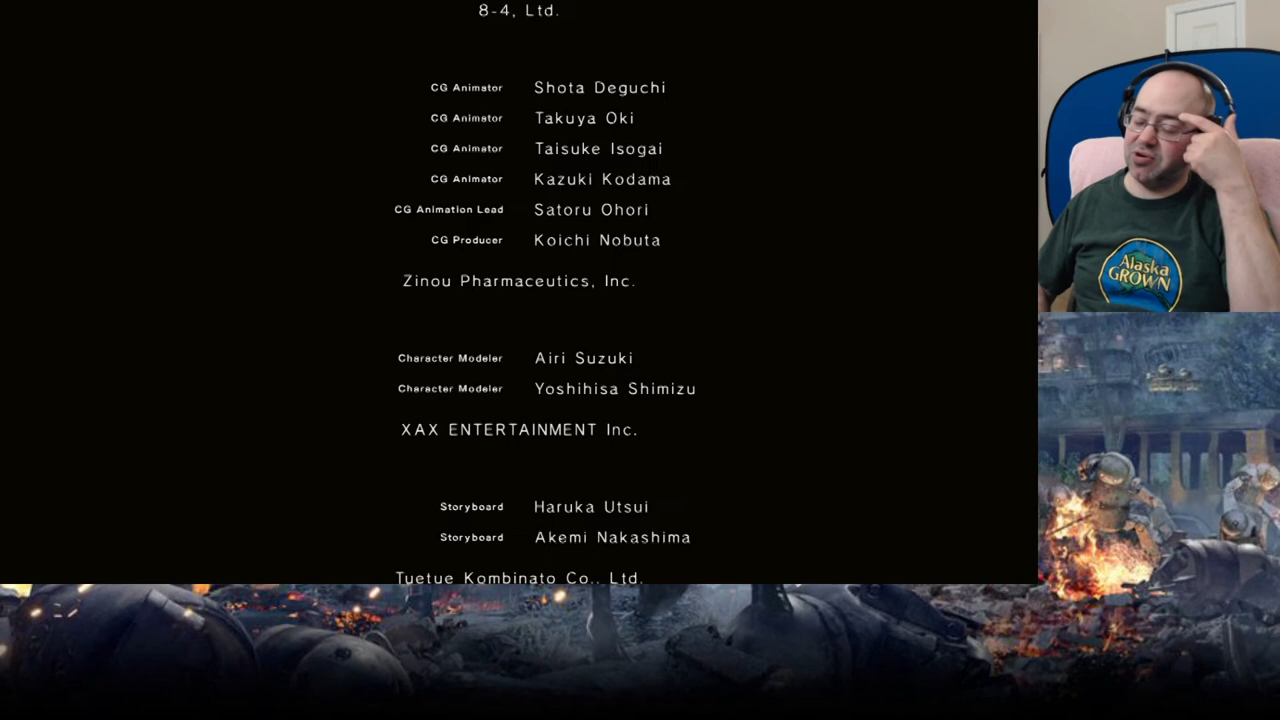 8-4, Ltd.
CG Animator Shota Deguchi
CG Animator Takuya Oki
CG Animator Taisuke Isogai
CG Animator Kazuki Kodama
CG Animation Lead Satoru Ohori
CG Producer Koichi Nobuta
Zinou Pharmaceutics, Inc.
Character Modeler Airi Suzuki
Character Modeler Yoshihisa Shimizu
XAX ENTERTAINMENT Inc.
Storyboard Haruka Utsui
Storyboard Akemi Nakashima
Tuetue Kombinato Co., Ltd.
Alaska
GROWN